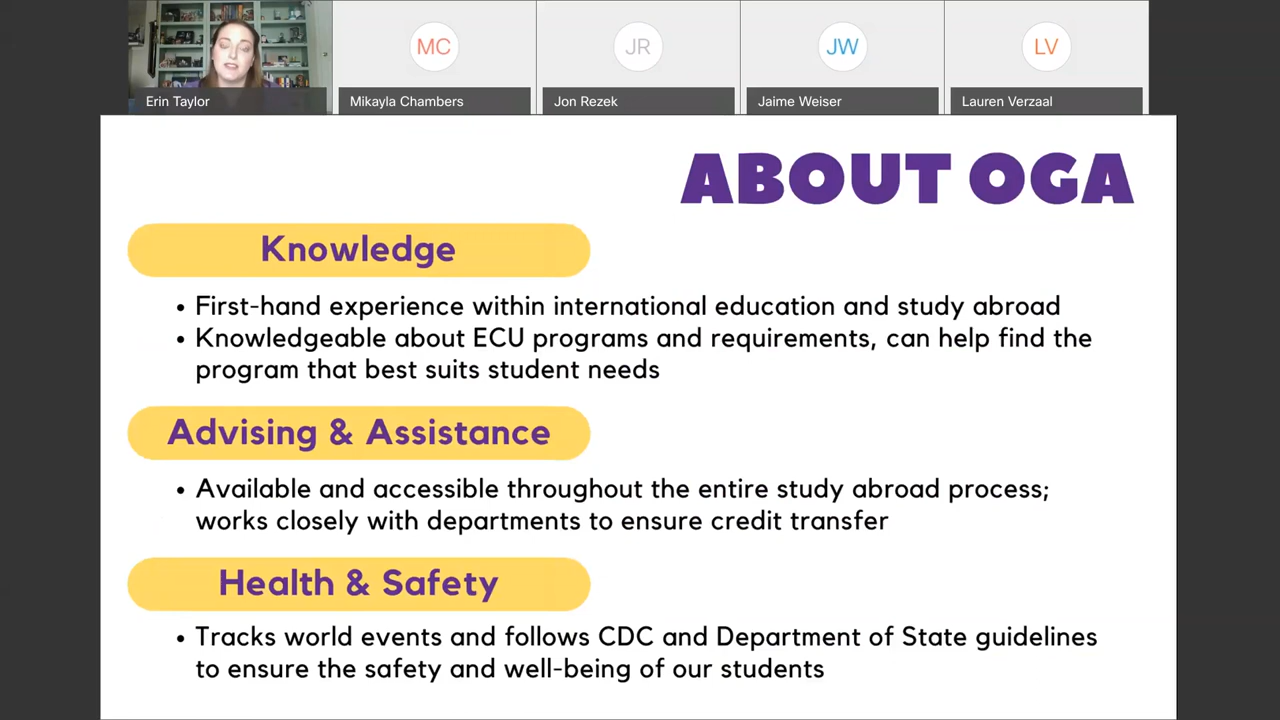 MC
JR
JW
LV
Erin Taylor
Mikayla Chambers
Jon Rezek
Jaime Weiser
Lauren Verzaal
ABOUT OGA
Knowledge
• First-hand experience within international education and study abroad
• Knowledgeable about ECU programs and requirements, can help find the
program that best suits student needs
Advising & Assistance
• Available and accessible throughout the entire study abroad process;
works closely with departments to ensure credit transfer
Health & Safety
• Tracks world events and follows CDC and Department of State guidelines
to ensure the safety and well-being of our students